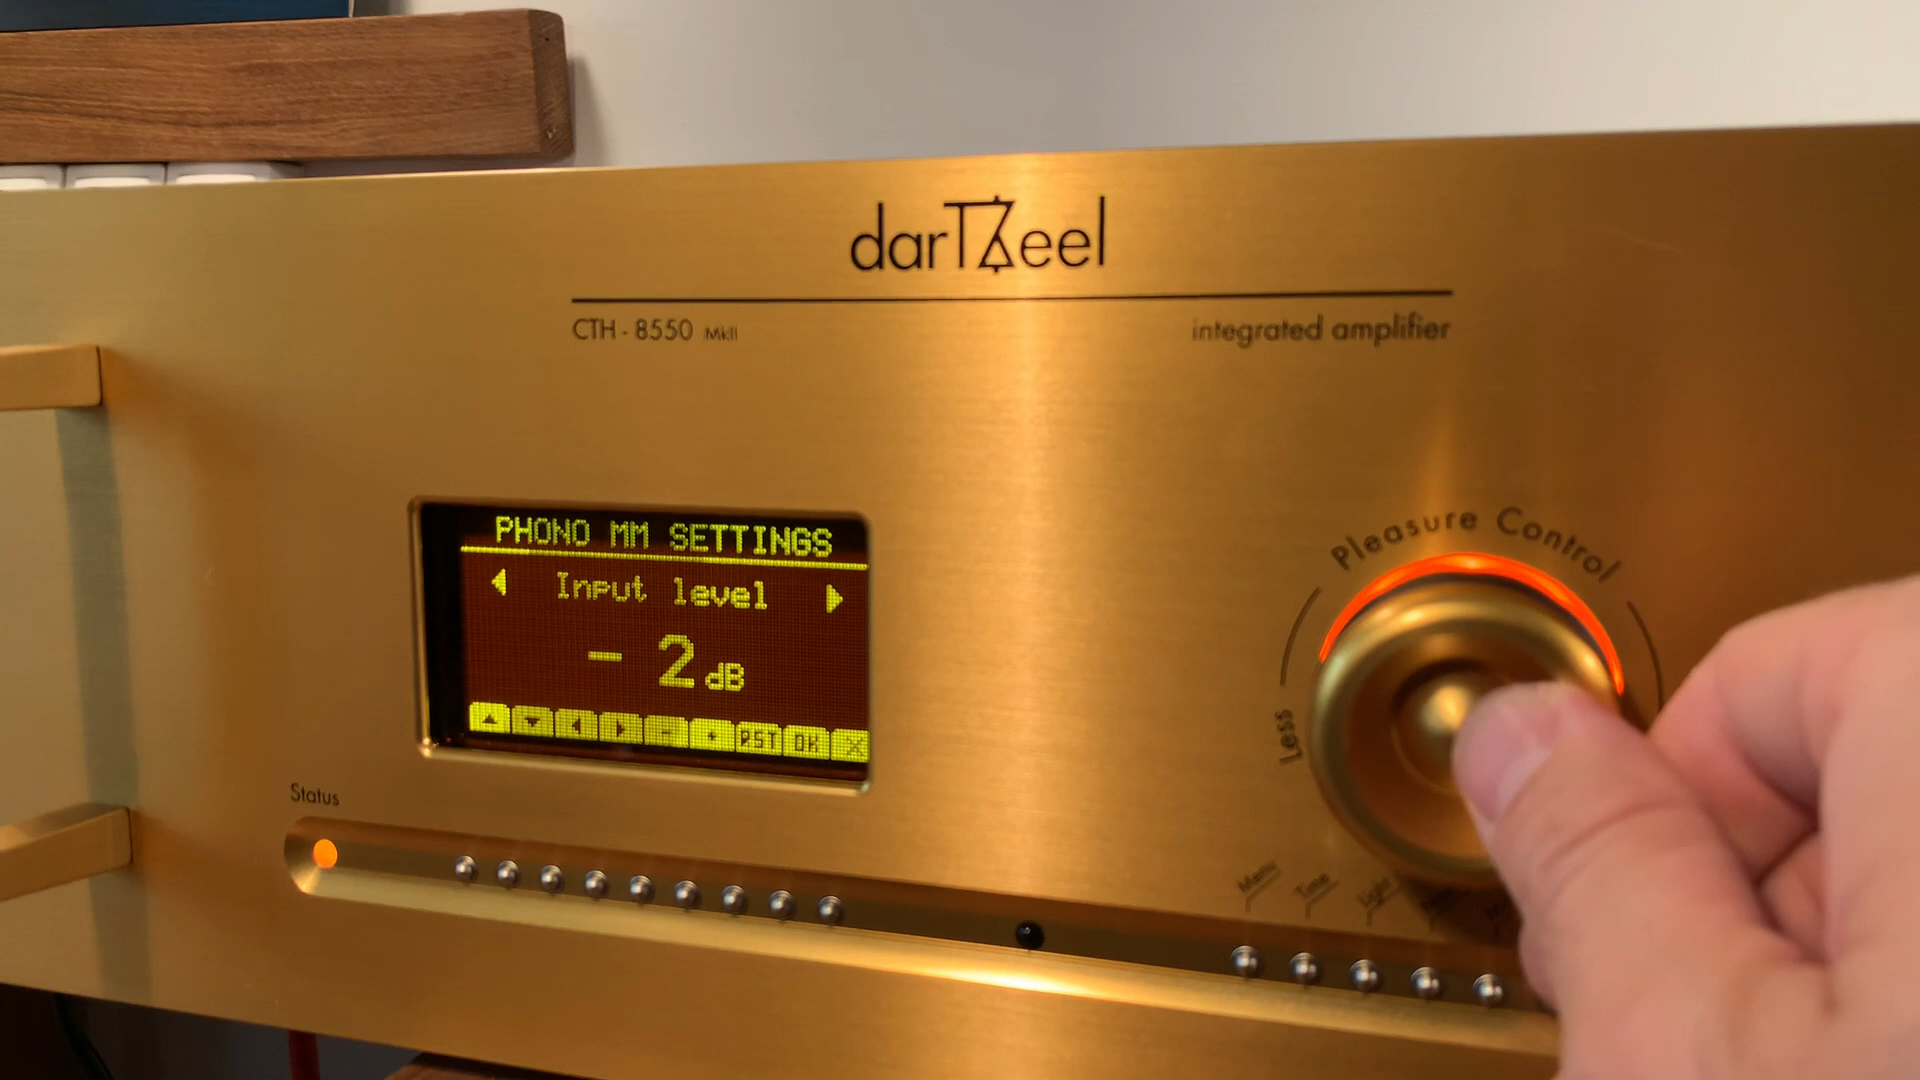 darTZeel
CTH - 8550 MkII
integrated amplifier
PHONO MM SETTINGS
Input level
- 2 dB
- + RST OK X
Pleasure Control
Less
Status
Menu Time Light